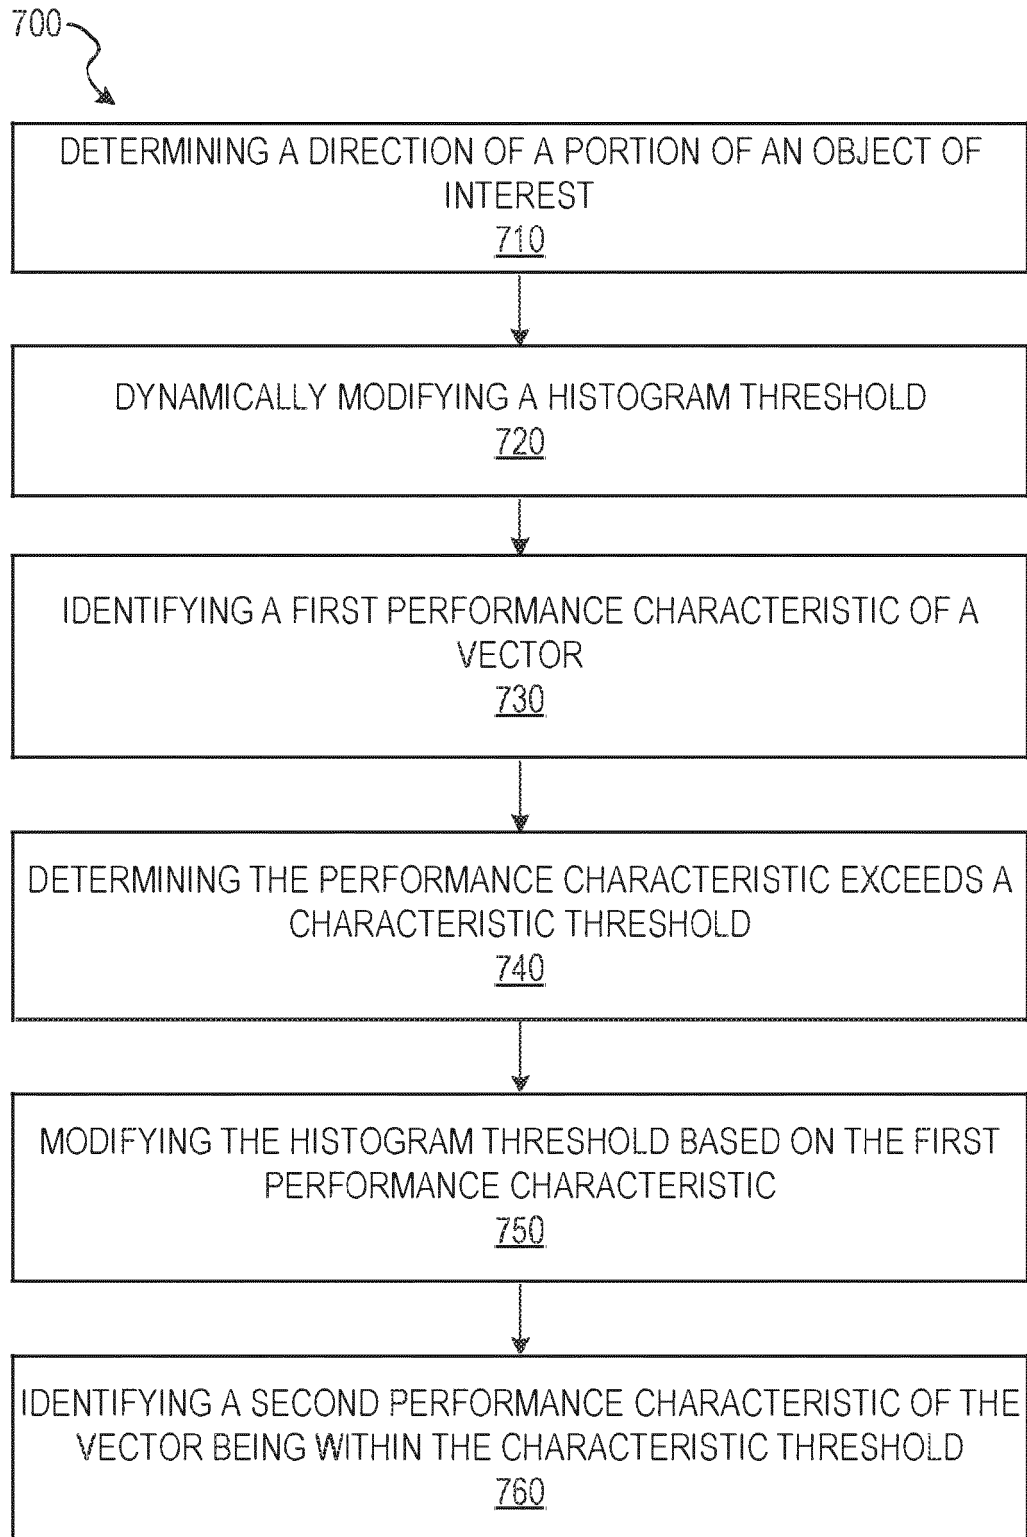 700
DETERMINING A DIRECTION OF A PORTION OF AN OBJECT OF
INTEREST
710
DYNAMICALLY MODIFYING A HISTOGRAM THRESHOLD
720
IDENTIFYING A FIRST PERFORMANCE CHARACTERISTIC OF A
VECTOR
730
DETERMINING THE PERFORMANCE CHARACTERISTIC EXCEEDS A
CHARACTERISTIC THRESHOLD
740
MODIFYING THE HISTOGRAM THRESHOLD BASED ON THE FIRST
PERFORMANCE CHARACTERISTIC
750
IDENTIFYING A SECOND PERFORMANCE CHARACTERISTIC OF THE
VECTOR BEING WITHIN THE CHARACTERISTIC THRESHOLD
760